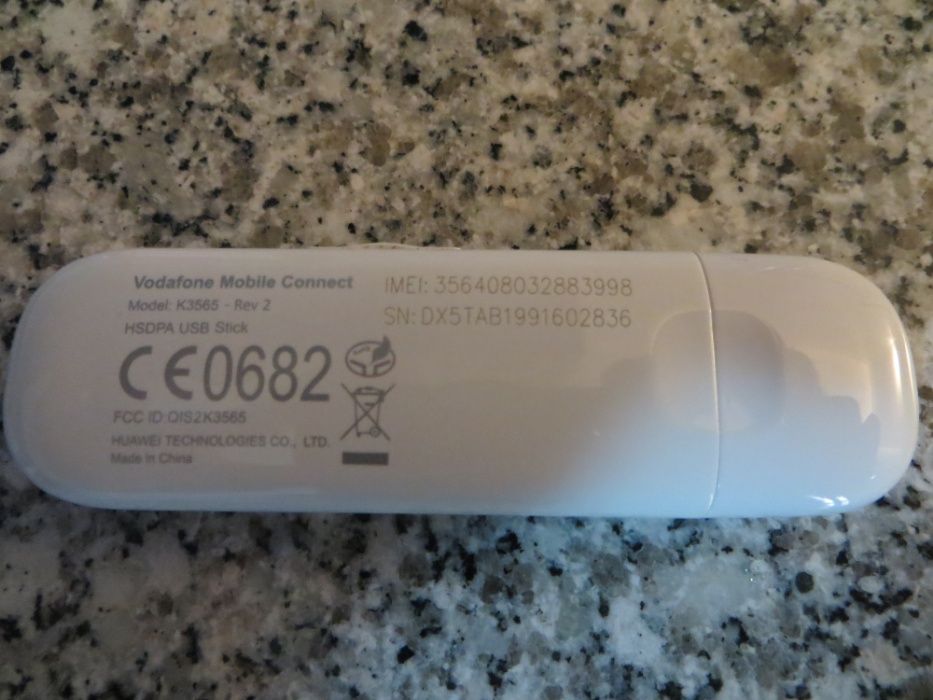 Vodafone Mobile Connect
Model: K3565 - Rev 2
HSDPA USB Stick
IMEI: 356408032883998
SN: DX5TAB1991602836
CE0682
FCC ID:QIS2K3565
HUAWEI TECHNOLOGIES CO., LTD.
Made In China